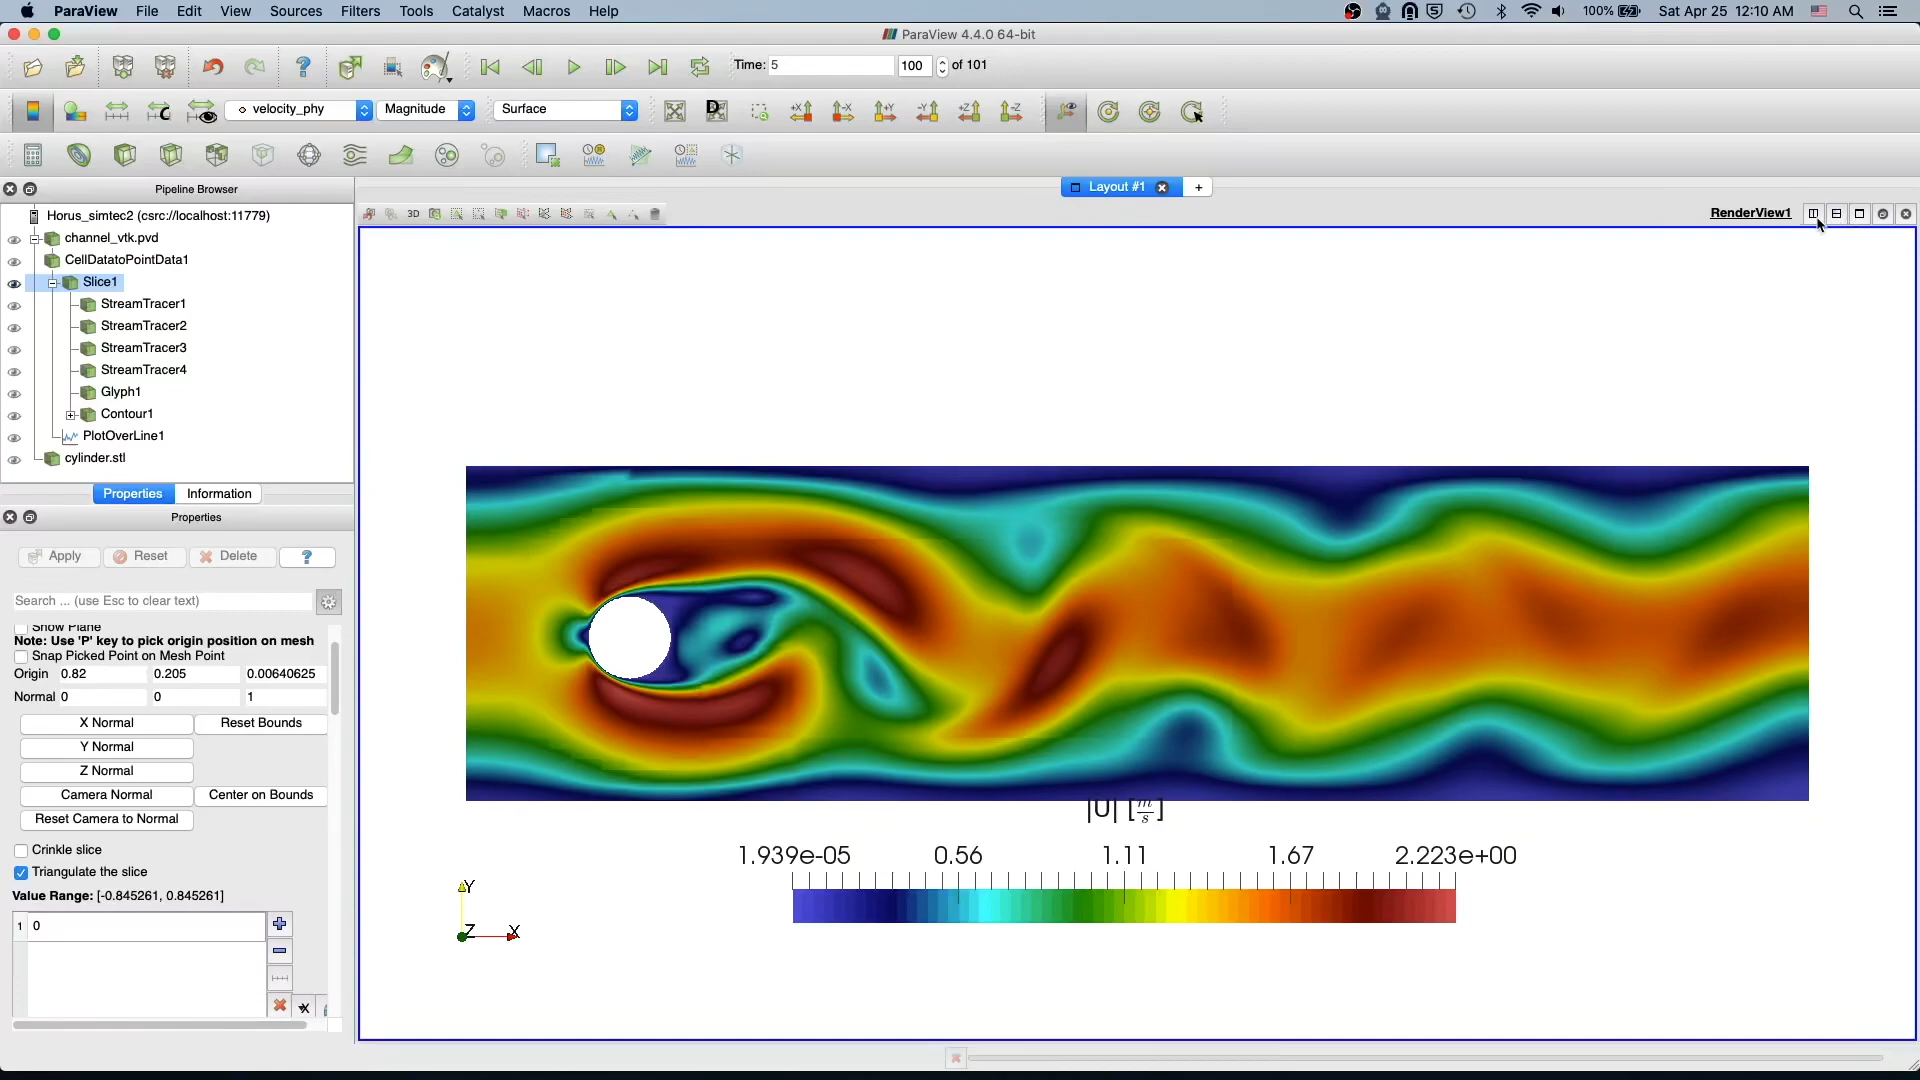 ParaView File Edit View Sources Filters Tools Catalyst Macros Help 100% Sat Apr 25 12:10 AM
ParaView 4.4.0 64-bit
Time: 5 100 of 101
velocity_phy Magnitude Surface
Pipeline Browser
Layout #1
+
Horus_simtec2 (csrc://localhost:11779)
3D
RenderView1
channel_vtk.pvd
CellDatatoPointData1
Slice1
StreamTracer1
StreamTracer2
StreamTracer3
StreamTracer4
Glyph1
Contour1
PlotOverLine1
cylinder.stl
Properties Information
Properties
Apply Reset Delete ?
Search ... (use Esc to clear text)
Show Plane
Note: Use 'P' key to pick origin position on mesh
Snap Picked Point on Mesh Point
Origin 0.82 0.205 0.00640625
Normal 0 0 1
X Normal Reset Bounds
Y Normal
Z Normal
Camera Normal Center on Bounds
Reset Camera to Normal
Crinkle slice
Triangulate the slice
Value Range: [-0.845261, 0.845261]
1 0
|U| [m/s]
1.939e-05 0.56 1.11 1.67 2.223e+00
Y
Z X